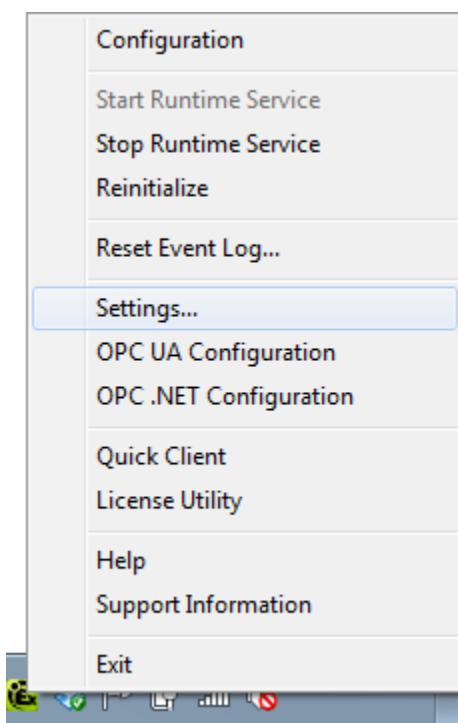 Configuration
Start Runtime Service
Stop Runtime Service
Reinitialize
Reset Event Log...
Settings...
OPC UA Configuration
OPC .NET Configuration
Quick Client
License Utility
Help
Support Information
Exit
Ex